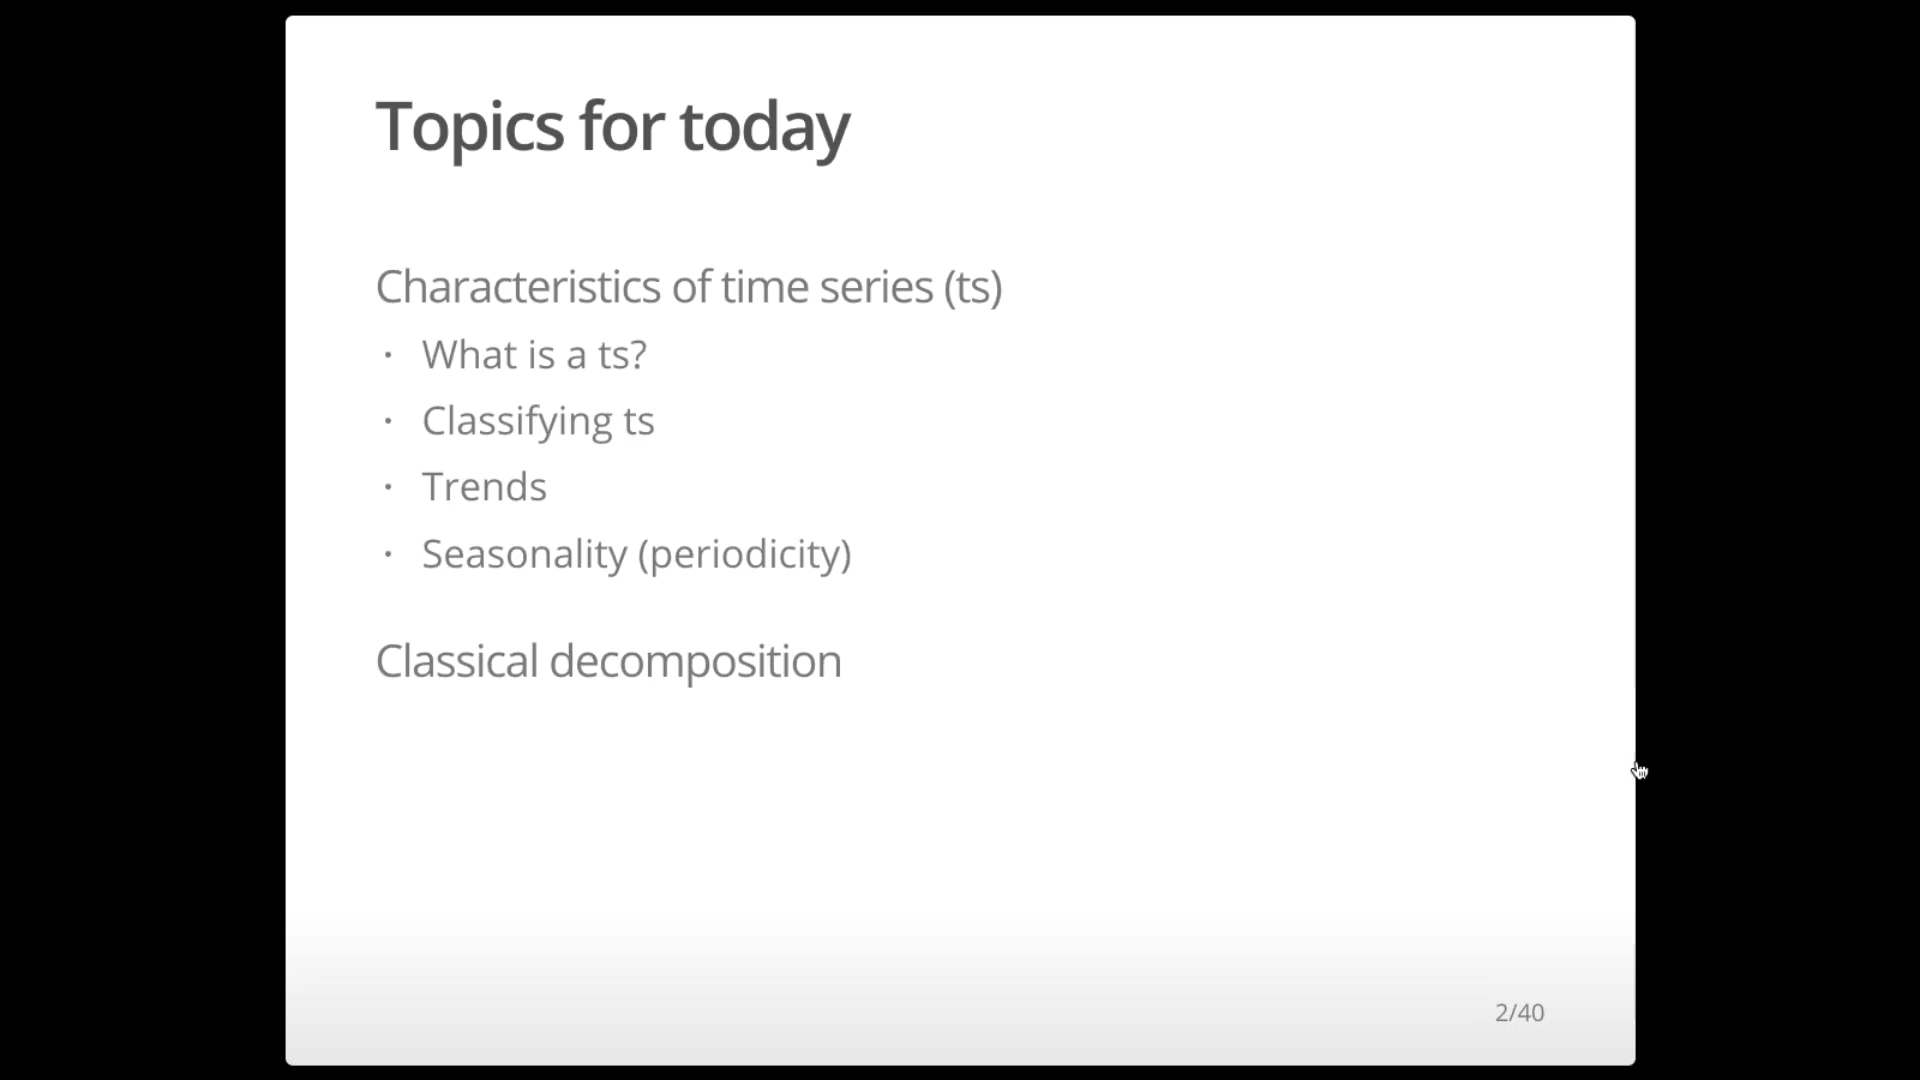 Topics for today
Characteristics of time series (ts)
· What is a ts?
· Classifying ts
· Trends
· Seasonality (periodicity)
Classical decomposition
2/40